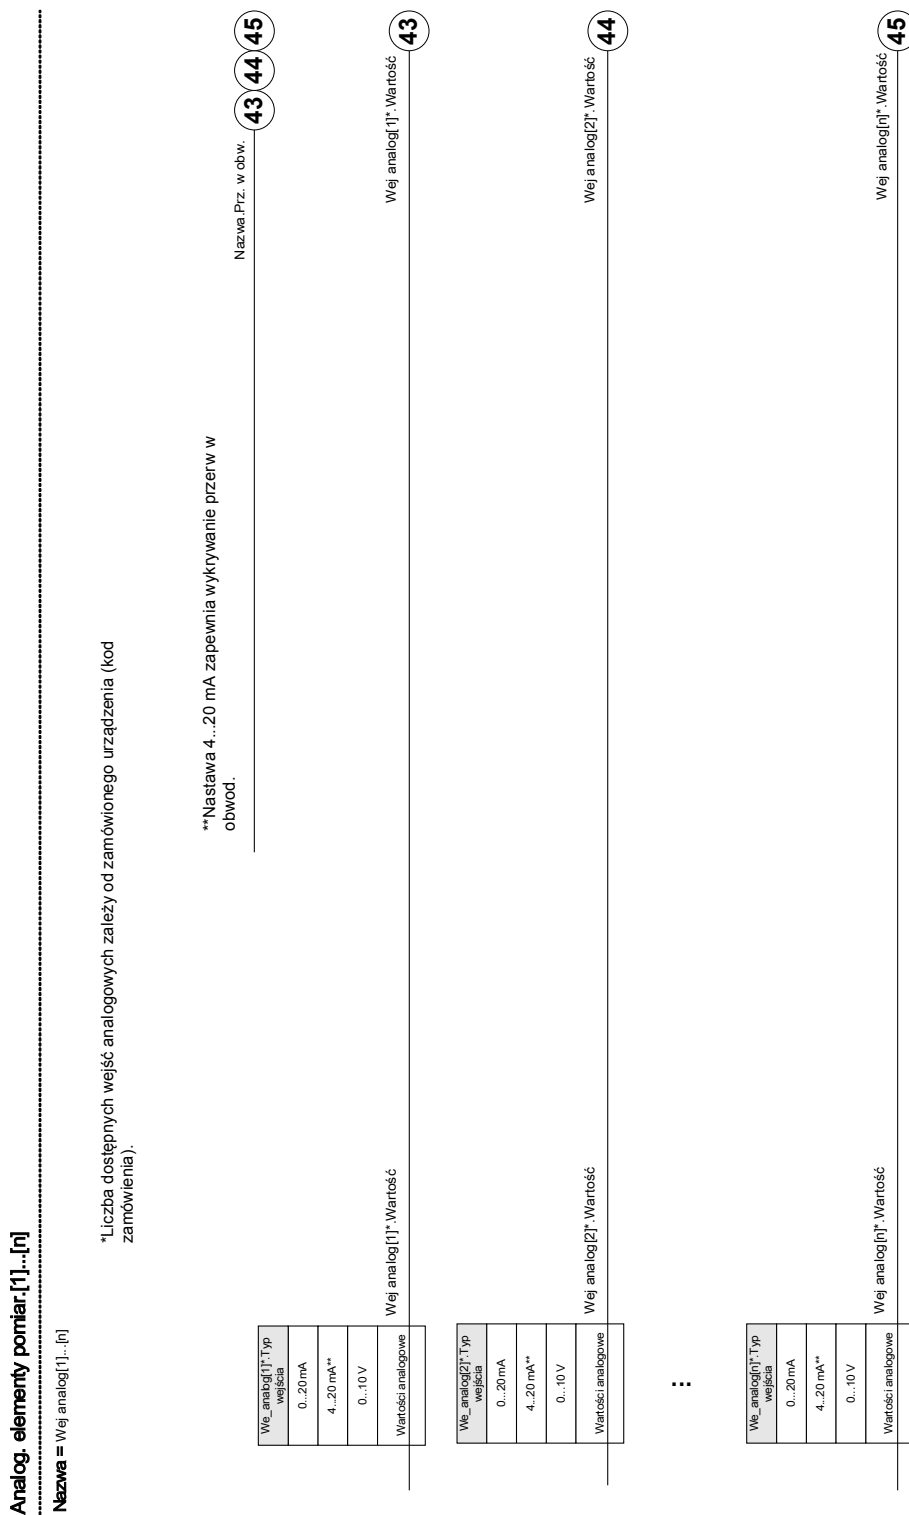 Analog. elementy pomiar.[1]...[n]
Nazwa = Wej analog[1]...[n]
*Liczba dostępnych wejść analogowych zależy od zamówionego urządzenia (kod
zamówienia).
**Nastawa 4...20 mA zapewnia wykrywanie przerw w
obwod.
Nazwa.Prz. w obw.
43 44 45
We_analog[1]*.Typ
wejścia
0...20 mA
4...20 mA**
0...10 V
Wartości analogowe
Wej analog[1]*.Wartość
Wej analog[1]*.Wartość
43
We_analog[2]*.Typ
wejścia
0...20 mA
4...20 mA**
0...10 V
Wartości analogowe
Wej analog[2]*.Wartość
Wej analog[2]*.Wartość
44
...
We_analog[n]*.Typ
wejścia
0...20 mA
4...20 mA**
0...10 V
Wartości analogowe
Wej analog[n]*.Wartość
Wej analog[n]*.Wartość
45